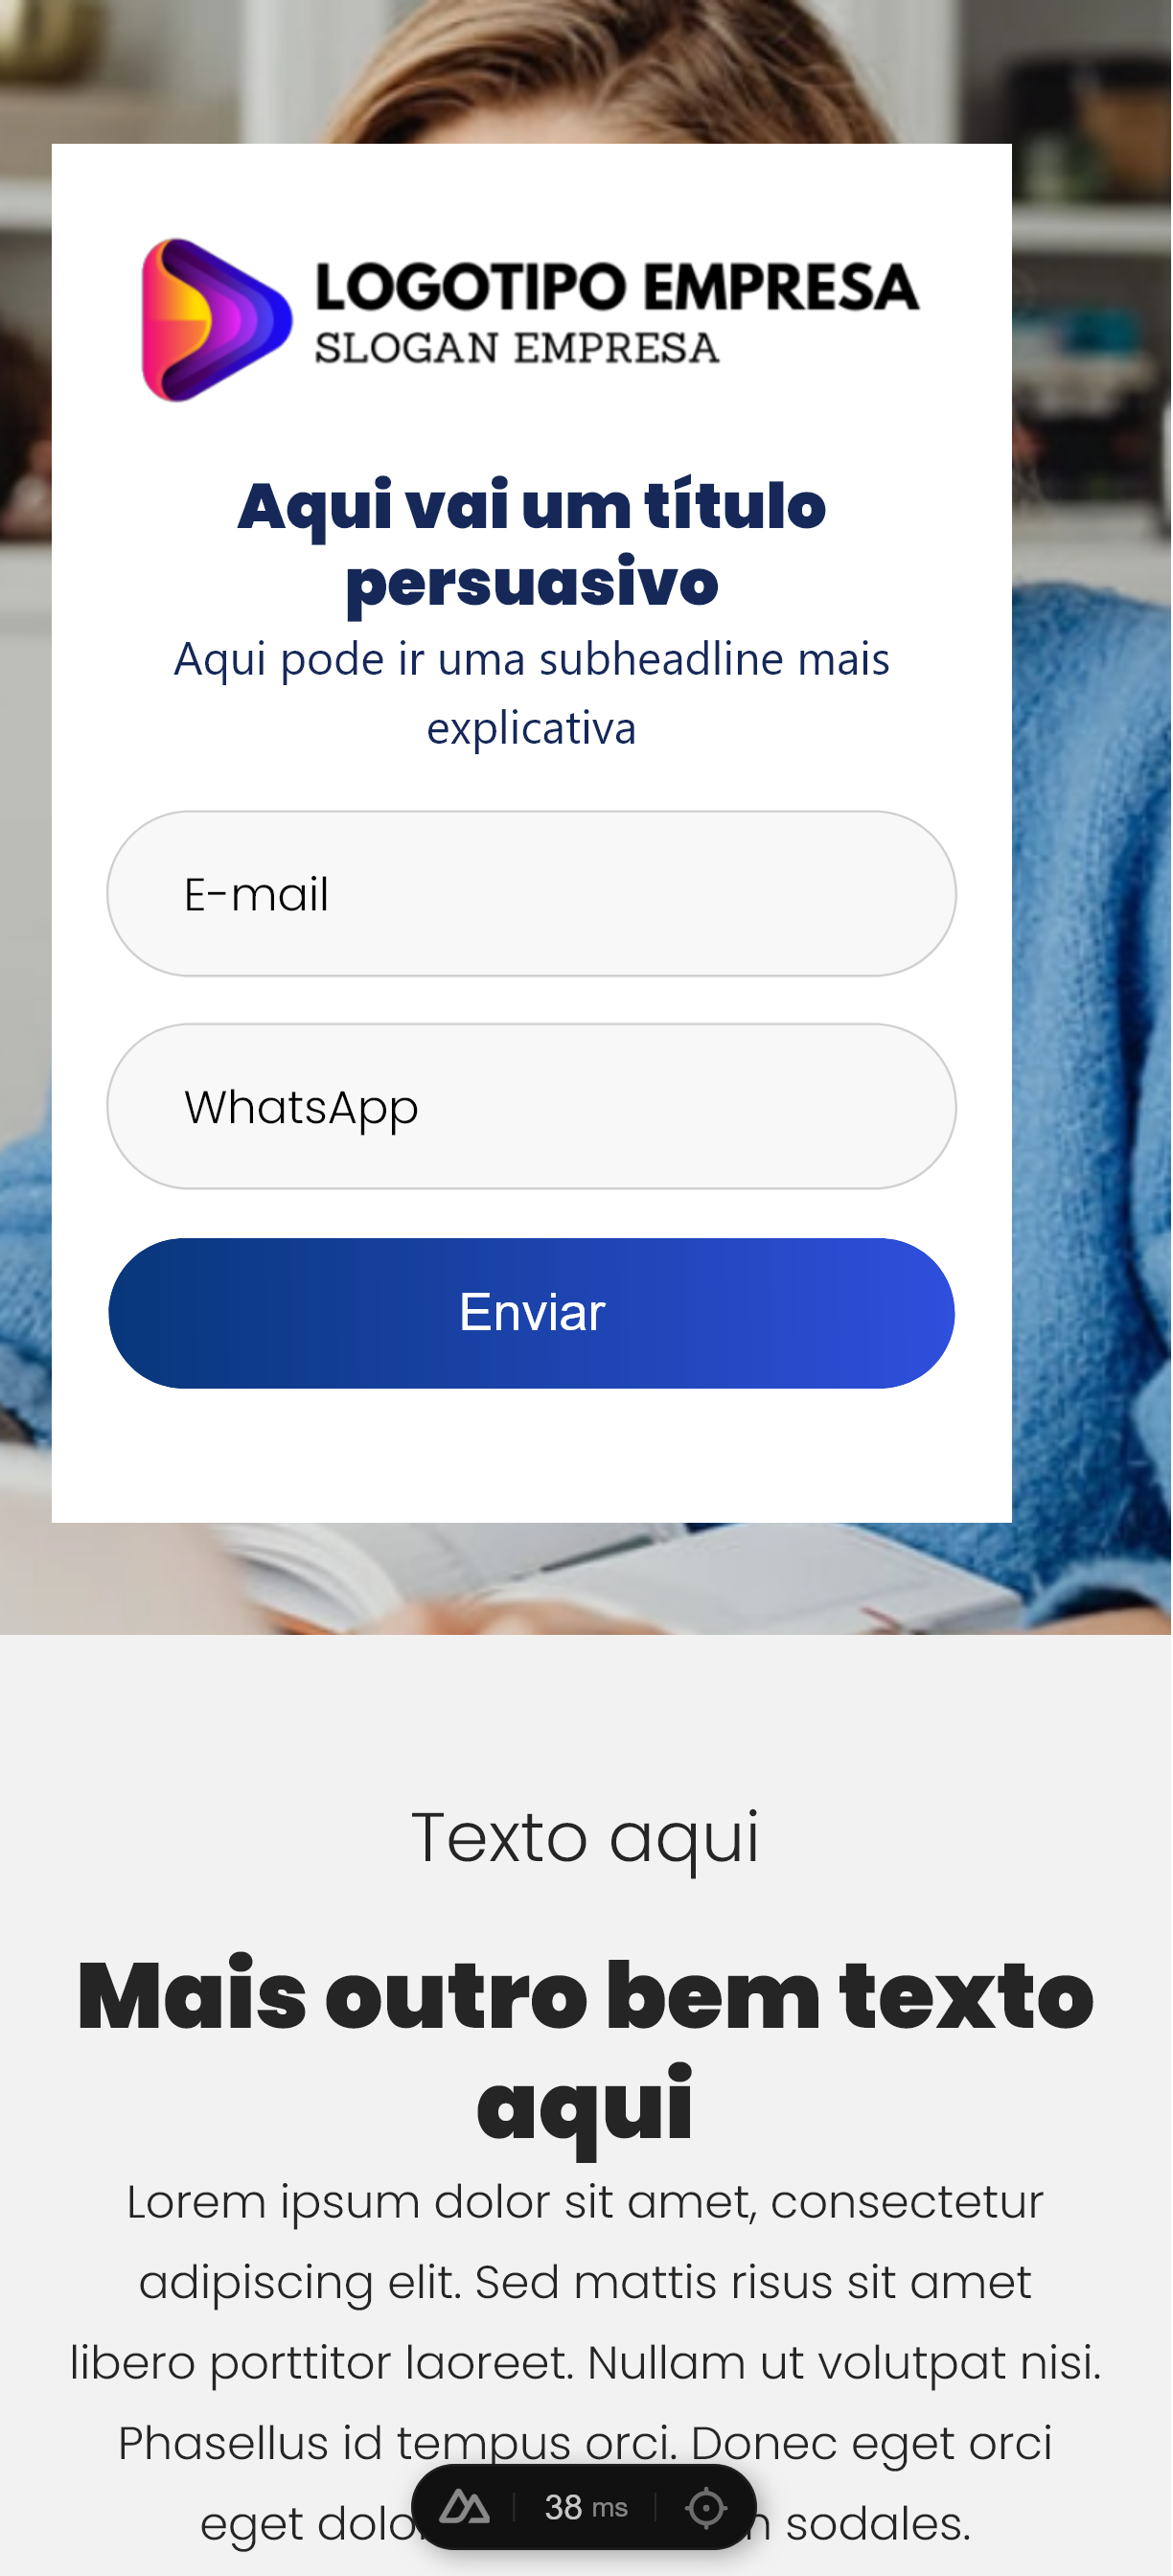 LOGOTIPO EMPRESA
SLOGAN EMPRESA
Aqui vai um título
persuasivo
Aqui pode ir uma subheadline mais
explicativa
E-mail
WhatsApp
Enviar
Texto aqui
Mais outro bem texto
aqui
Lorem ipsum dolor sit amet, consectetur
adipiscing elit. Sed mattis risus sit amet
libero porttitor laoreet. Nullam ut volutpat nisi.
Phasellus id tempus orci. Donec eget orci
eget sodales.
38 ms